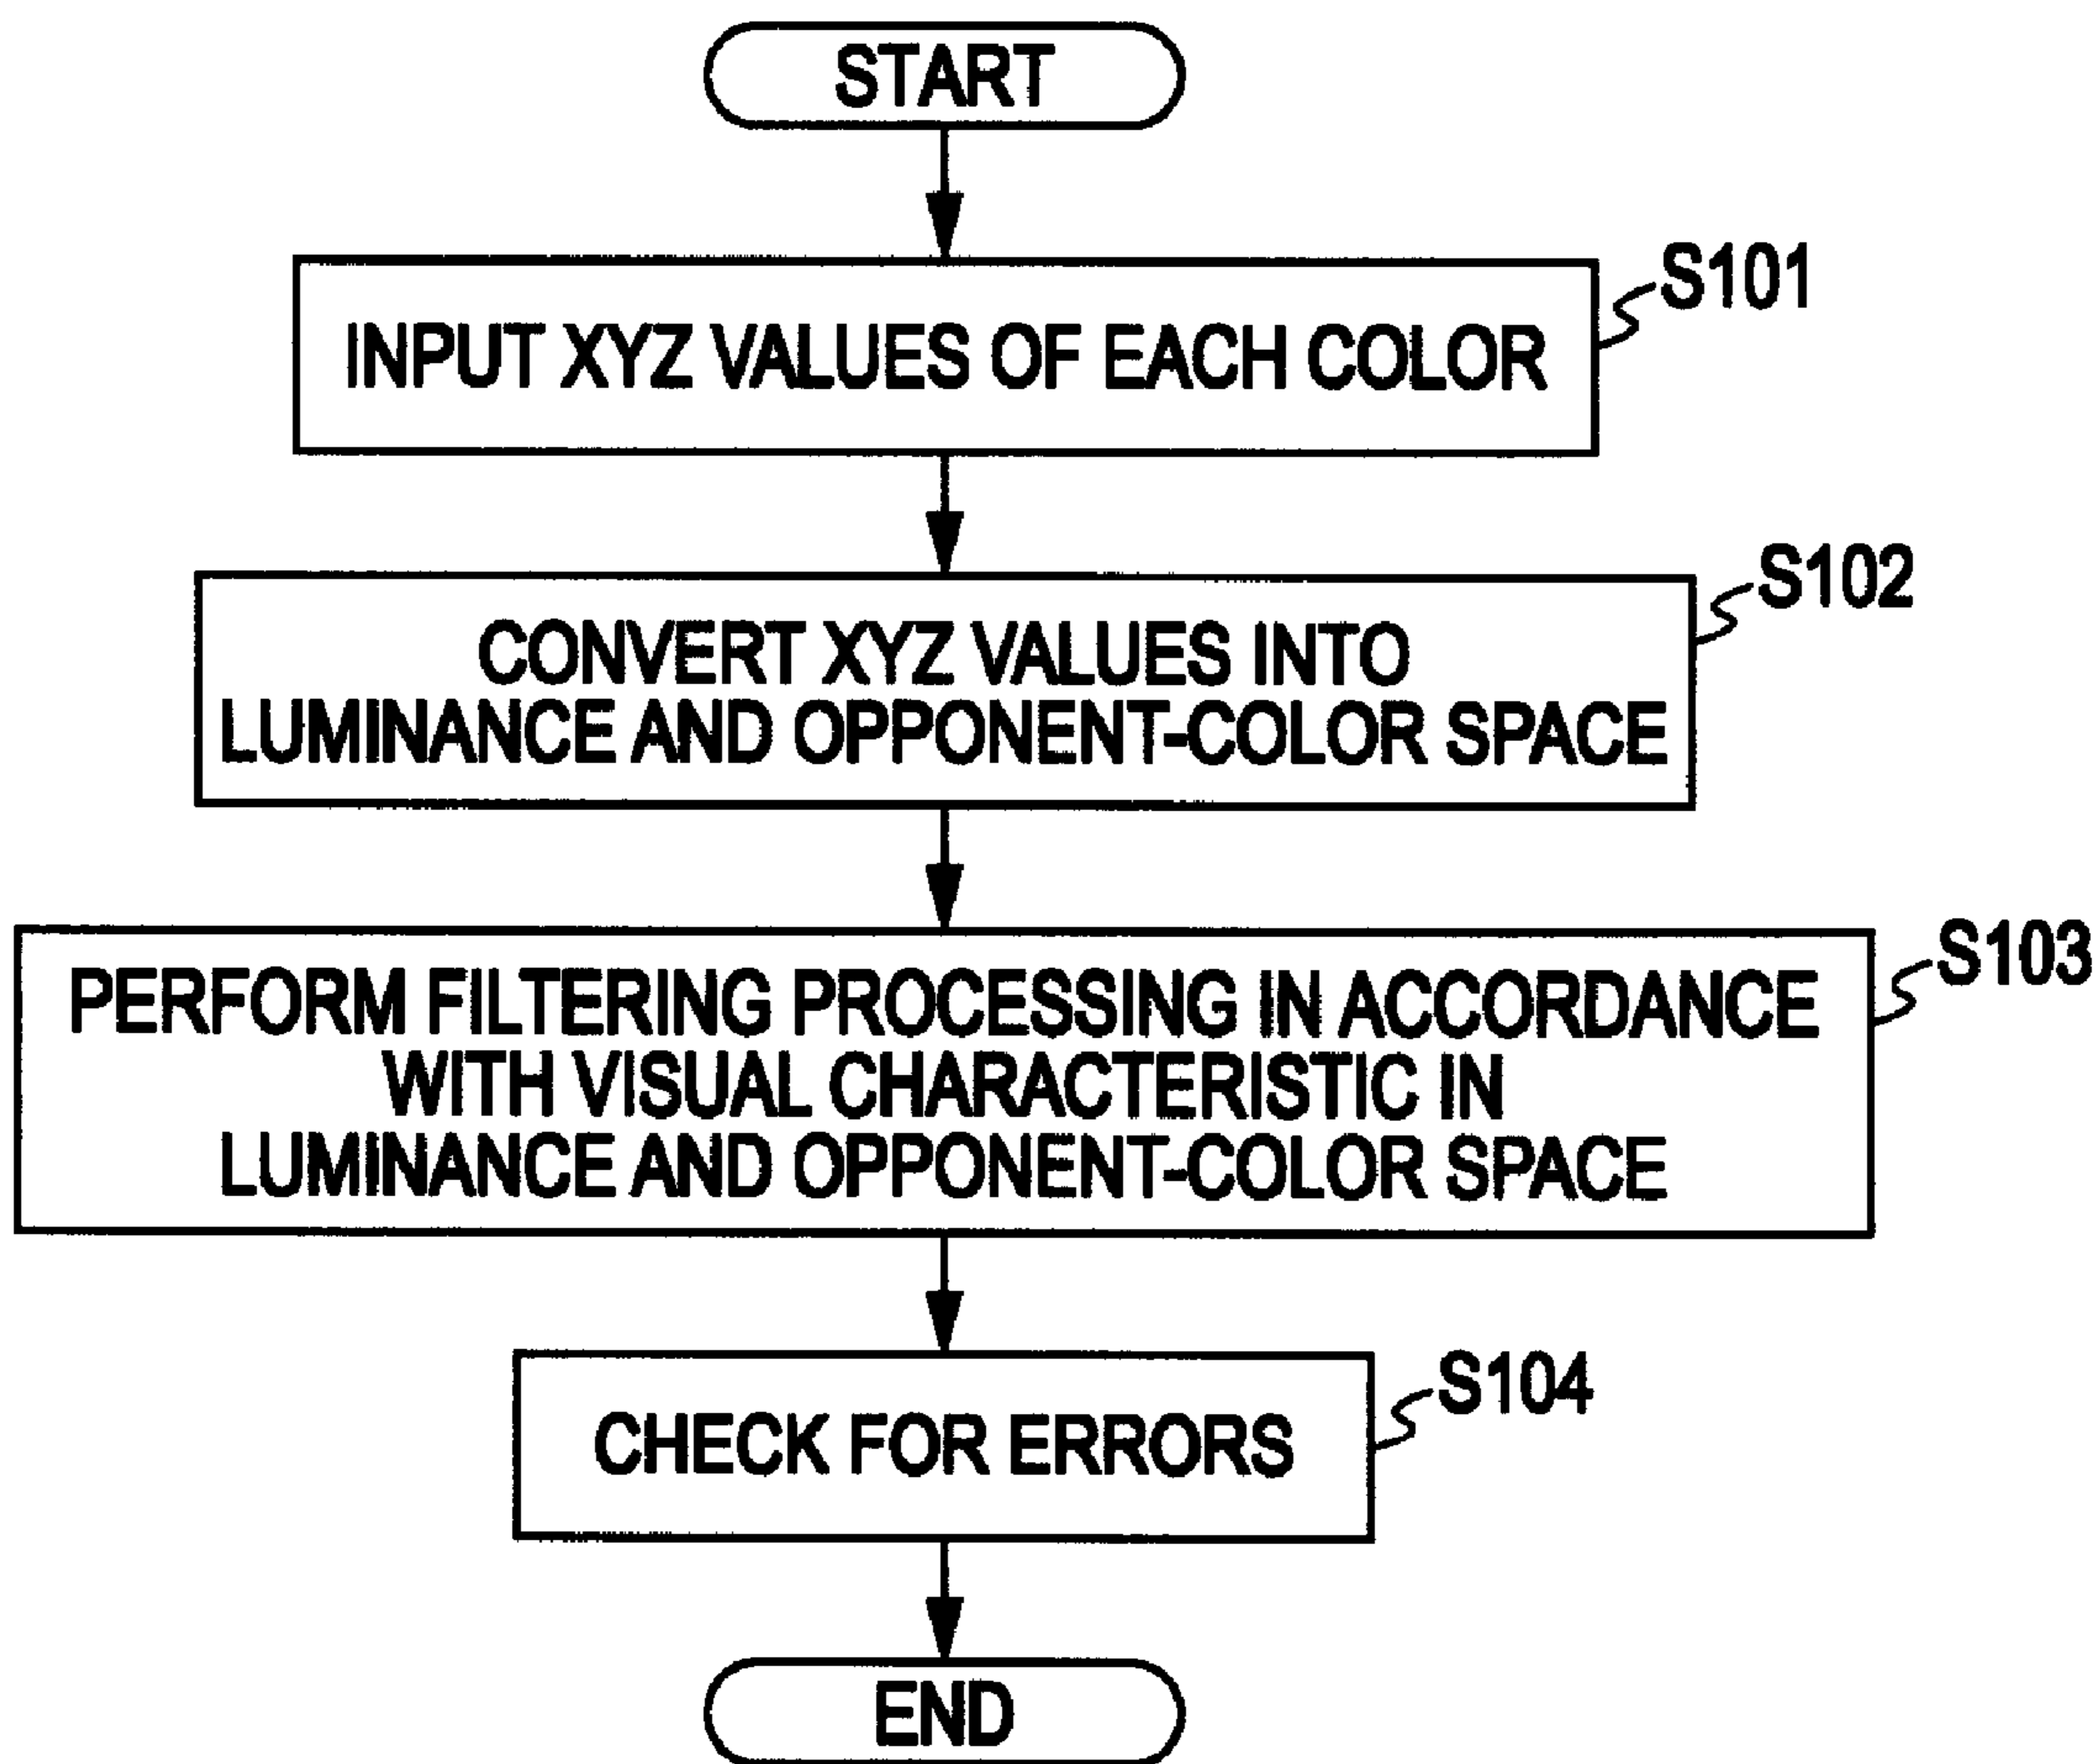 START
S101
INPUT XYZ VALUES OF EACH COLOR
S102
CONVERT XYZ VALUES INTO
LUMINANCE AND OPPONENT-COLOR SPACE
S103
PERFORM FILTERING PROCESSING IN ACCORDANCE
WITH VISUAL CHARACTERISTIC IN
LUMINANCE AND OPPONENT-COLOR SPACE
S104
CHECK FOR ERRORS
END